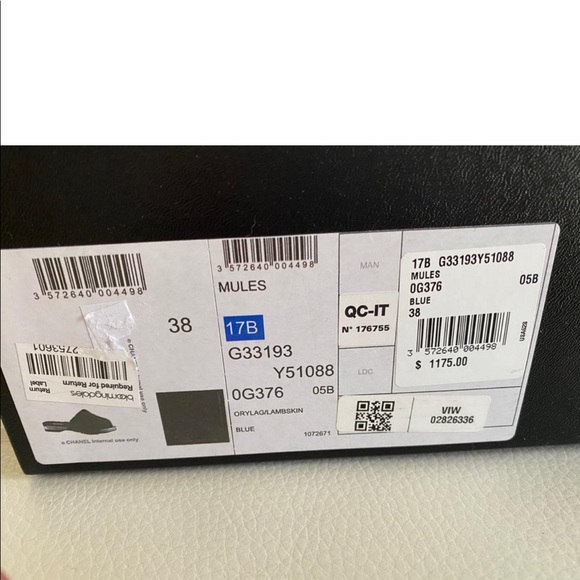 3 572640 004498
38
bloomingdales
Required for Return
Return
Label
2753601
© CHANEL Internal use only
3 572640 004498
MULES
17B
G33193
Y51088
0G376 05B
ORYLAG/LAMBSKIN
BLUE 1072671
MAN
QC-IT
N° 176755
LDC
VIW
02826336
17B G33193Y51088
MULES
0G376 05B
BLUE
38
3 572640 004498
$ 1175.00